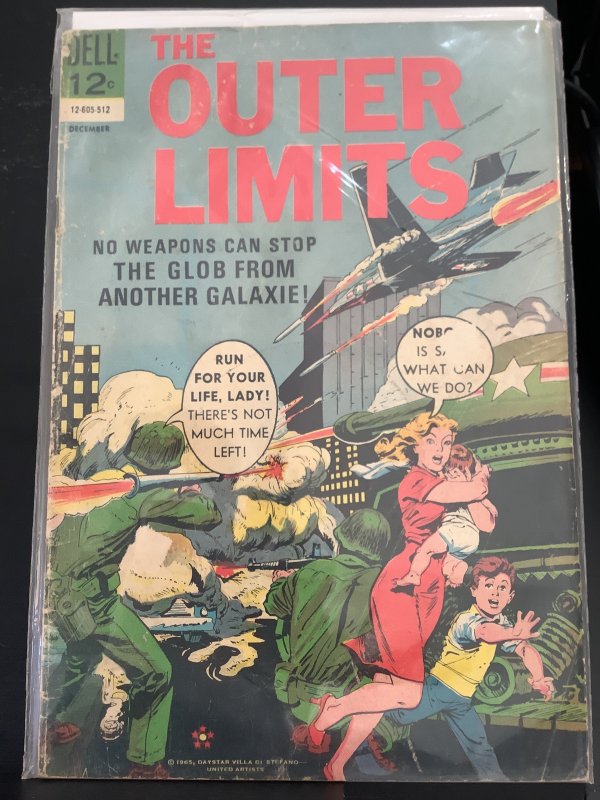 DELL
12¢
12-605-512
DECEMBER
THE
OUTER
LIMITS
NO WEAPONS CAN STOP
THE GLOB FROM
ANOTHER GALAXIE!
RUN
FOR YOUR
LIFE, LADY!
THERE'S NOT
MUCH TIME
LEFT!
IS
WHAT CAN
WE DO?
© 1965, DAYSTAR VILLA DI STEFANO—
UNITED ARTISTS